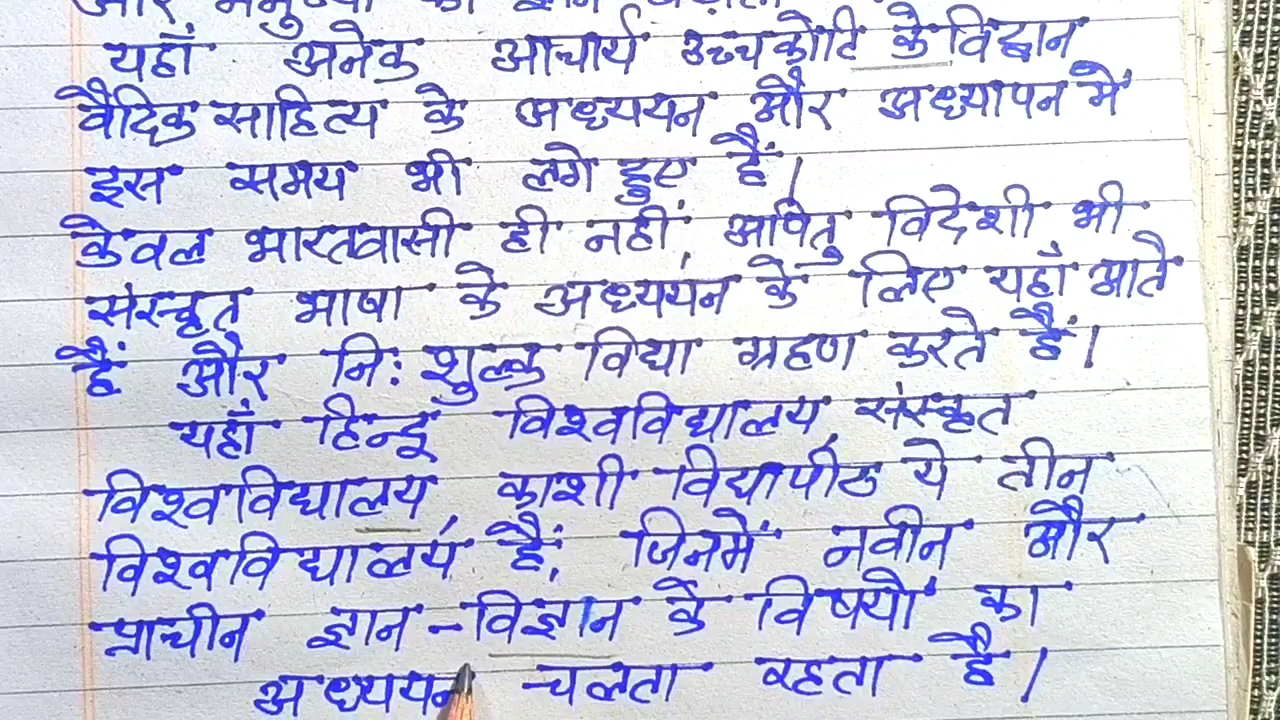 यहाँ अनेक आचार्य उच्चकोटि के विद्वान
वैदिक साहित्य के अध्ययन और अध्यापन में
इस समय भी लगे हुए हैं।
केवल भारतवासी ही नहीं, अपितु विदेशी भी
संस्कृत भाषा के अध्ययन के लिए यहाँ आते
हैं और नि: शुल्क विद्या ग्रहण करते हैं।
यहाँ हिन्दू विश्वविद्यालय, संस्कृत
विश्वविद्यालय, काशी विद्यापीठ ये तीन
विश्वविद्यालय हैं, जिनमें नवीन और
प्राचीन ज्ञान-विज्ञान के विषयों का
अध्ययन चलता रहता है।